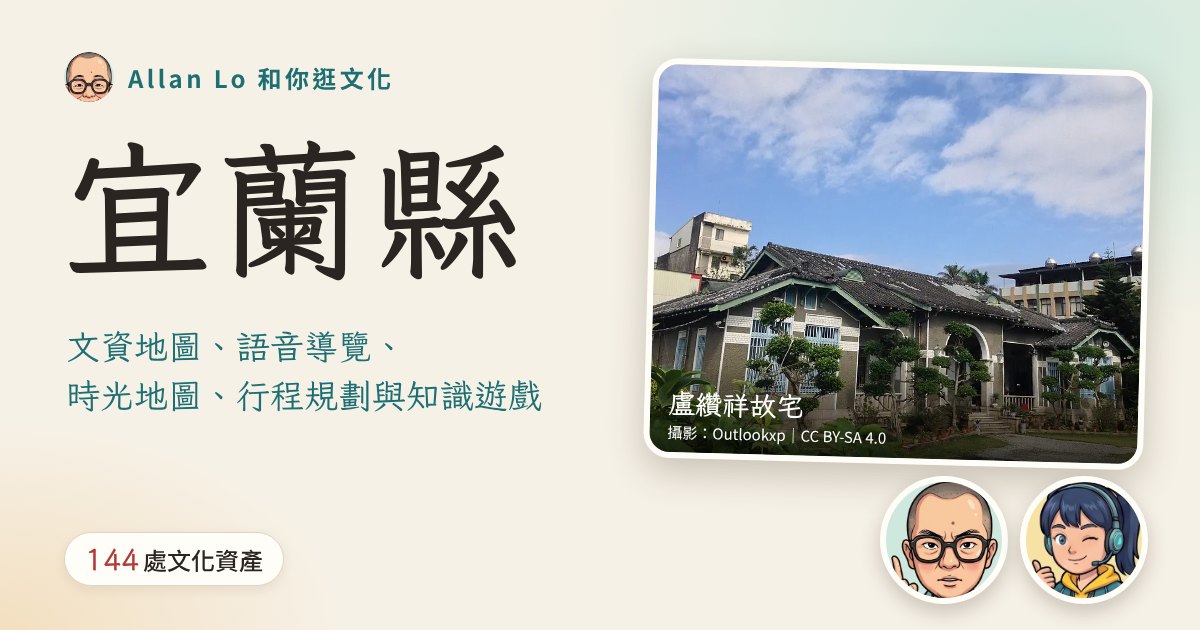 Allan Lo 和你逛文化
宜蘭縣
文資地圖、語音導覽、
時光地圖、行程規劃與知識遊戲
144 處文化資產
盧纘祥故宅
攝影：Outlookxp｜CC BY-SA 4.0